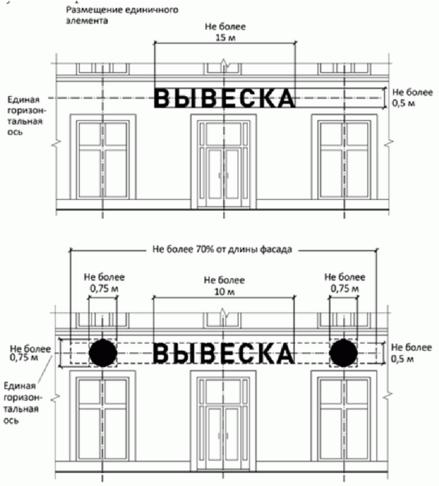 Размещение единичного
элемента
Не более
15 м
ВЫВЕСКА
Не более
0,5 м
Единая
горизон-
тальная
ось
Не более 70% от длины фасада
Не более
0,75 м
Не более
10 м
Не более
0,75 м
Не более
0,75 м
ВЫВЕСКА
Не более
0,5 м
Единая
горизон-
тальная
ось